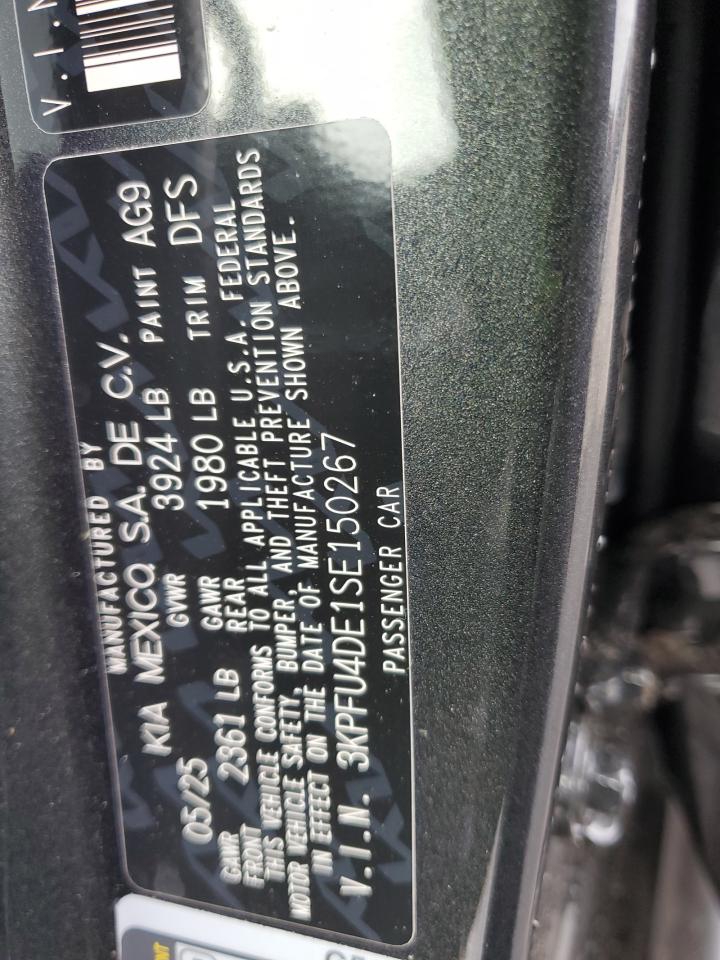 V.I.N
MANUFACTURED BY
KIA MEXICO, S.A. DE C.V.
05/25 GVWR 3924 LB PAINT AG9
GAWR FRONT 2361 LB GAWR REAR 1980 LB TRIM DFS
THIS VEHICLE CONFORMS TO ALL APPLICABLE U.S.A. FEDERAL
MOTOR VEHICLE SAFETY, BUMPER, AND THEFT PREVENTION STANDARDS
IN EFFECT ON THE DATE OF MANUFACTURE SHOWN ABOVE.
V.I.N. 3KPFU4DE1SE150267
PASSENGER CAR